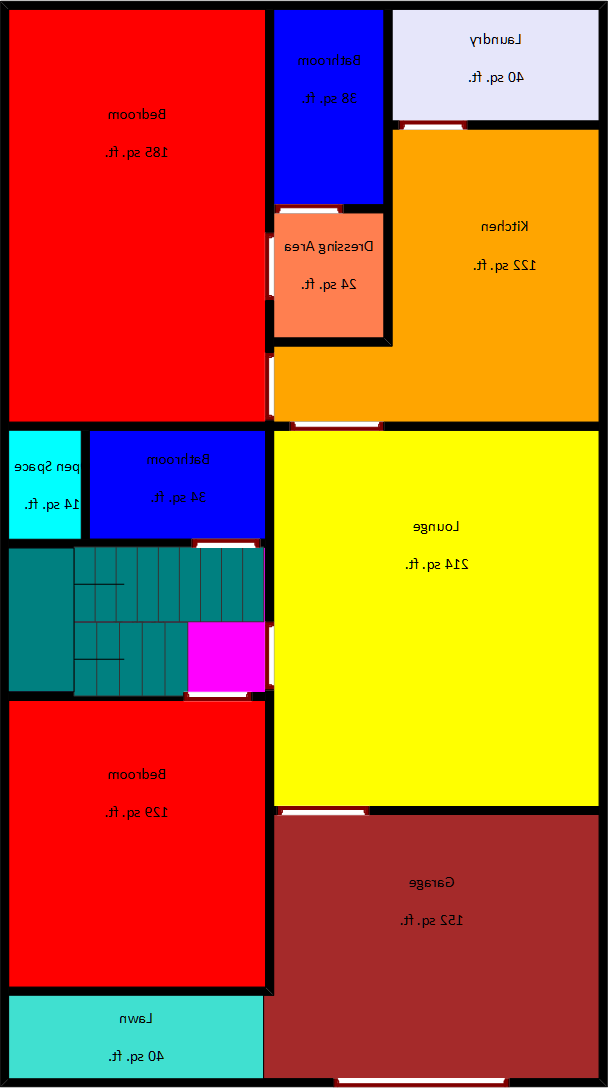 Laundry
40 sq. ft.
Bathroom
38 sq. ft.
Bedroom
185 sq. ft.
Kitchen
122 sq. ft.
Dressing Area
24 sq. ft.
pen Space
14 sq. ft.
Bathroom
34 sq. ft.
Lounge
214 sq. ft.
Bedroom
129 sq. ft.
Garage
152 sq. ft.
Lawn
40 sq. ft.